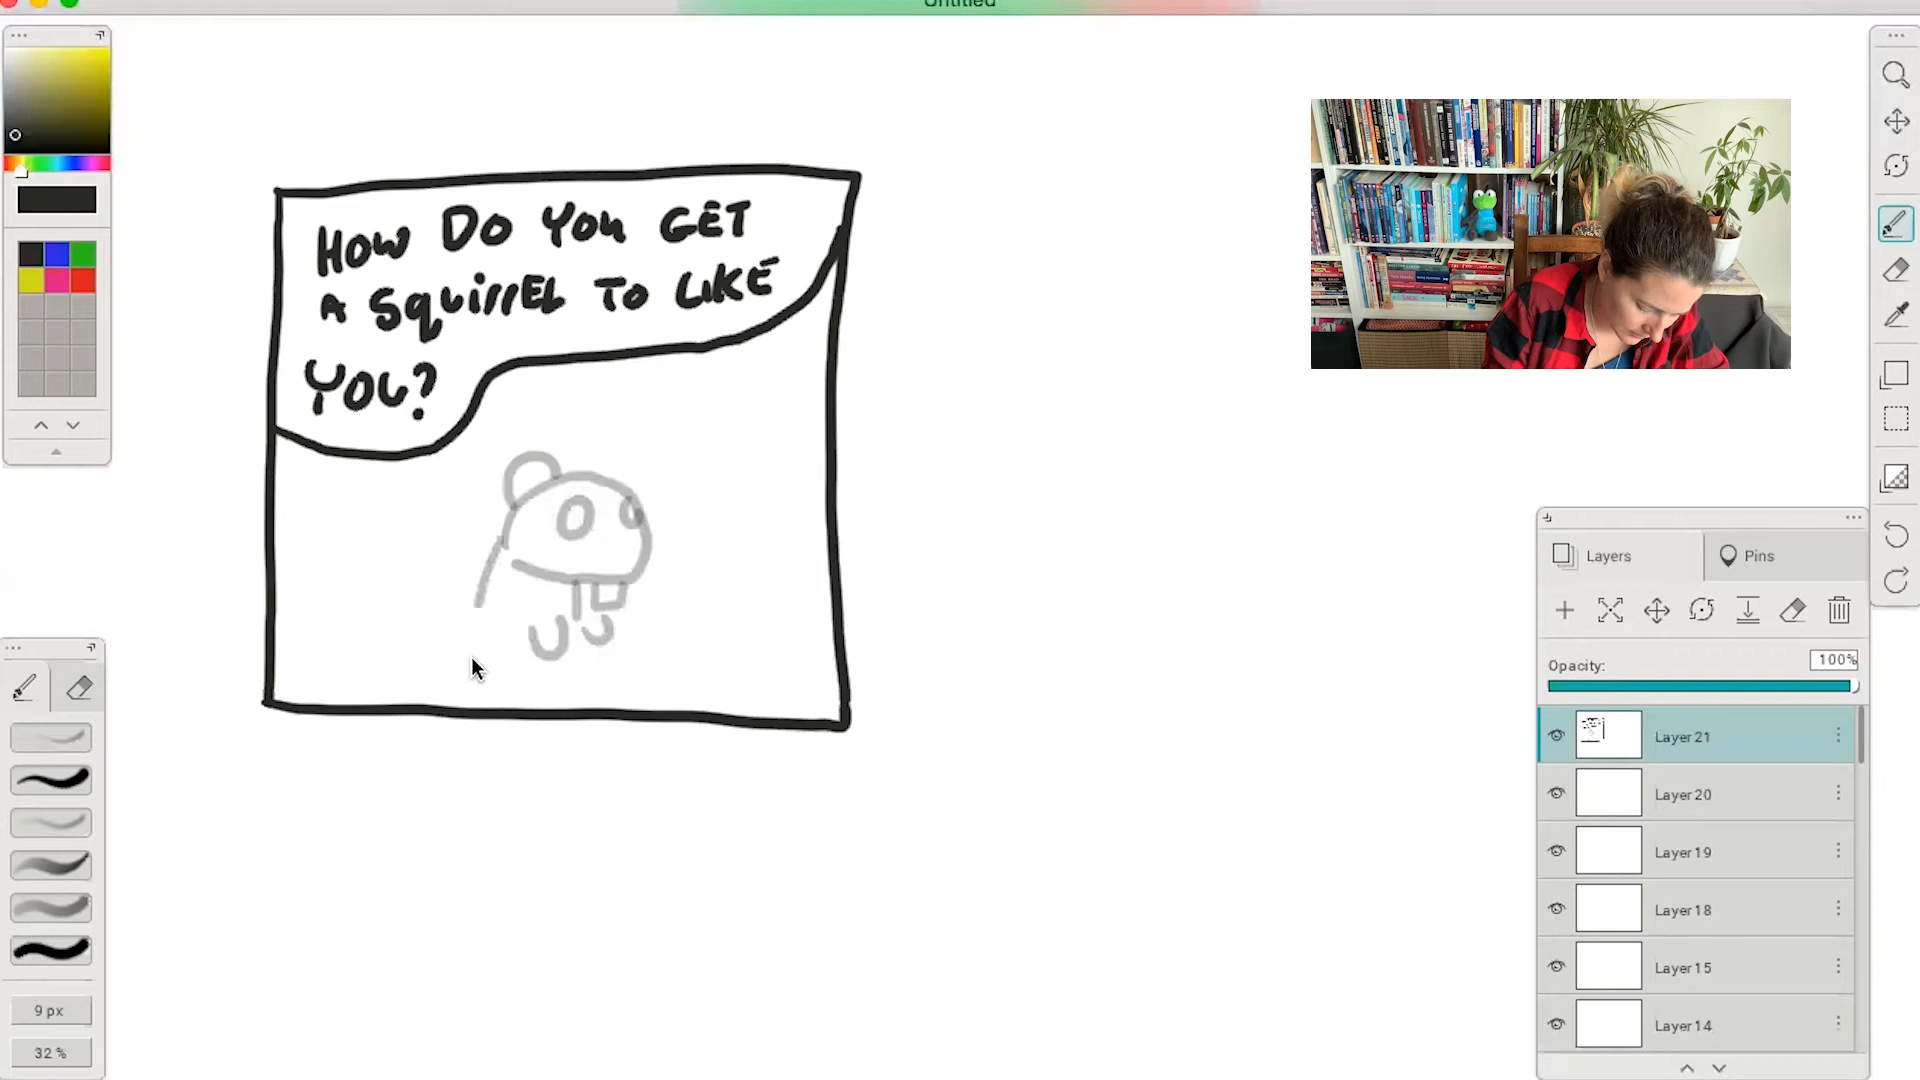 Untitled
HOW DO YOU GET
A SquirrEL TO LIKE
YOU?
Layers
Pins
Opacity:
100%
Layer 21
Layer 20
Layer 19
Layer 18
Layer 15
Layer 14
9 px
32 %